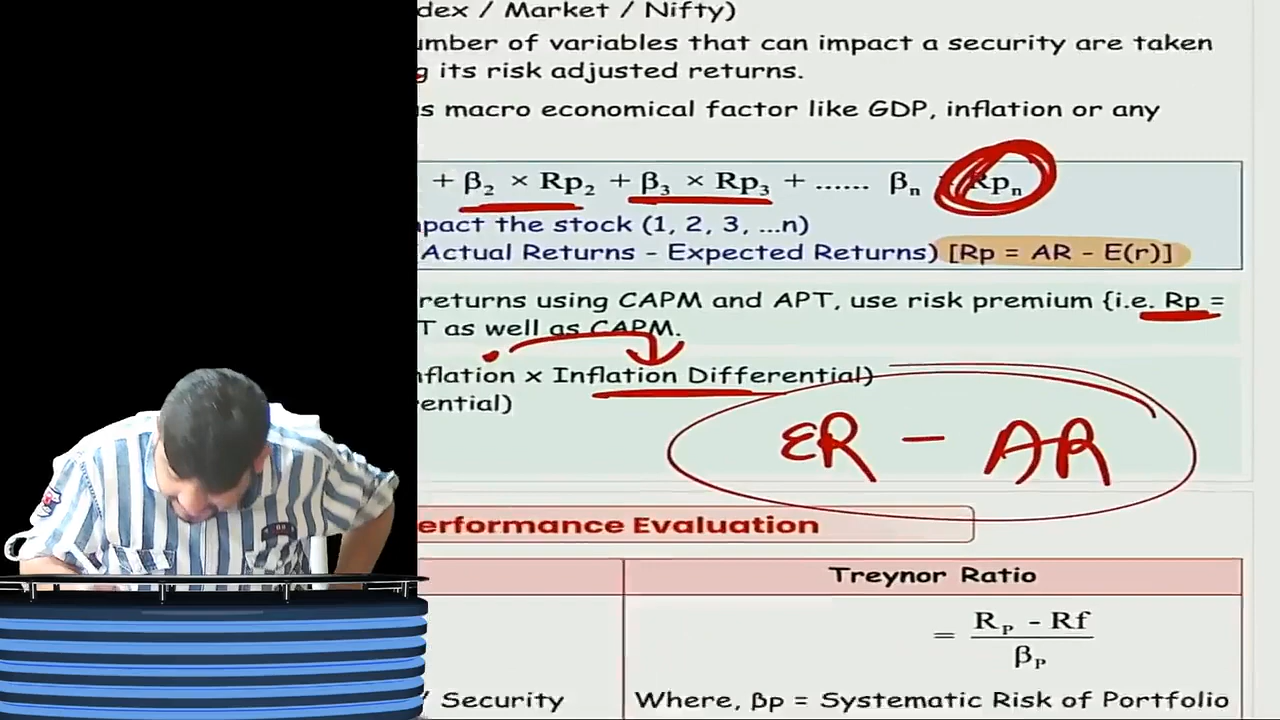 dex / Market / Nifty)
umber of variables that can impact a security are taken
g its risk adjusted returns.
s macro economical factor like GDP, inflation or any
+ β₂ × Rp₂ + β₃ × Rp₃ + ...... βₙ Rpₙ
pact the stock (1, 2, 3, ...n)
Actual Returns - Expected Returns) [Rp = AR - E(r)]
returns using CAPM and APT, use risk premium {i.e. Rp =
T as well as CAPM.
nflation x Inflation Differential)
ential)
ER - AR
erformance Evaluation
Treynor Ratio
= Rₚ - Rf
βₚ
/ Security
Where, βp = Systematic Risk of Portfolio